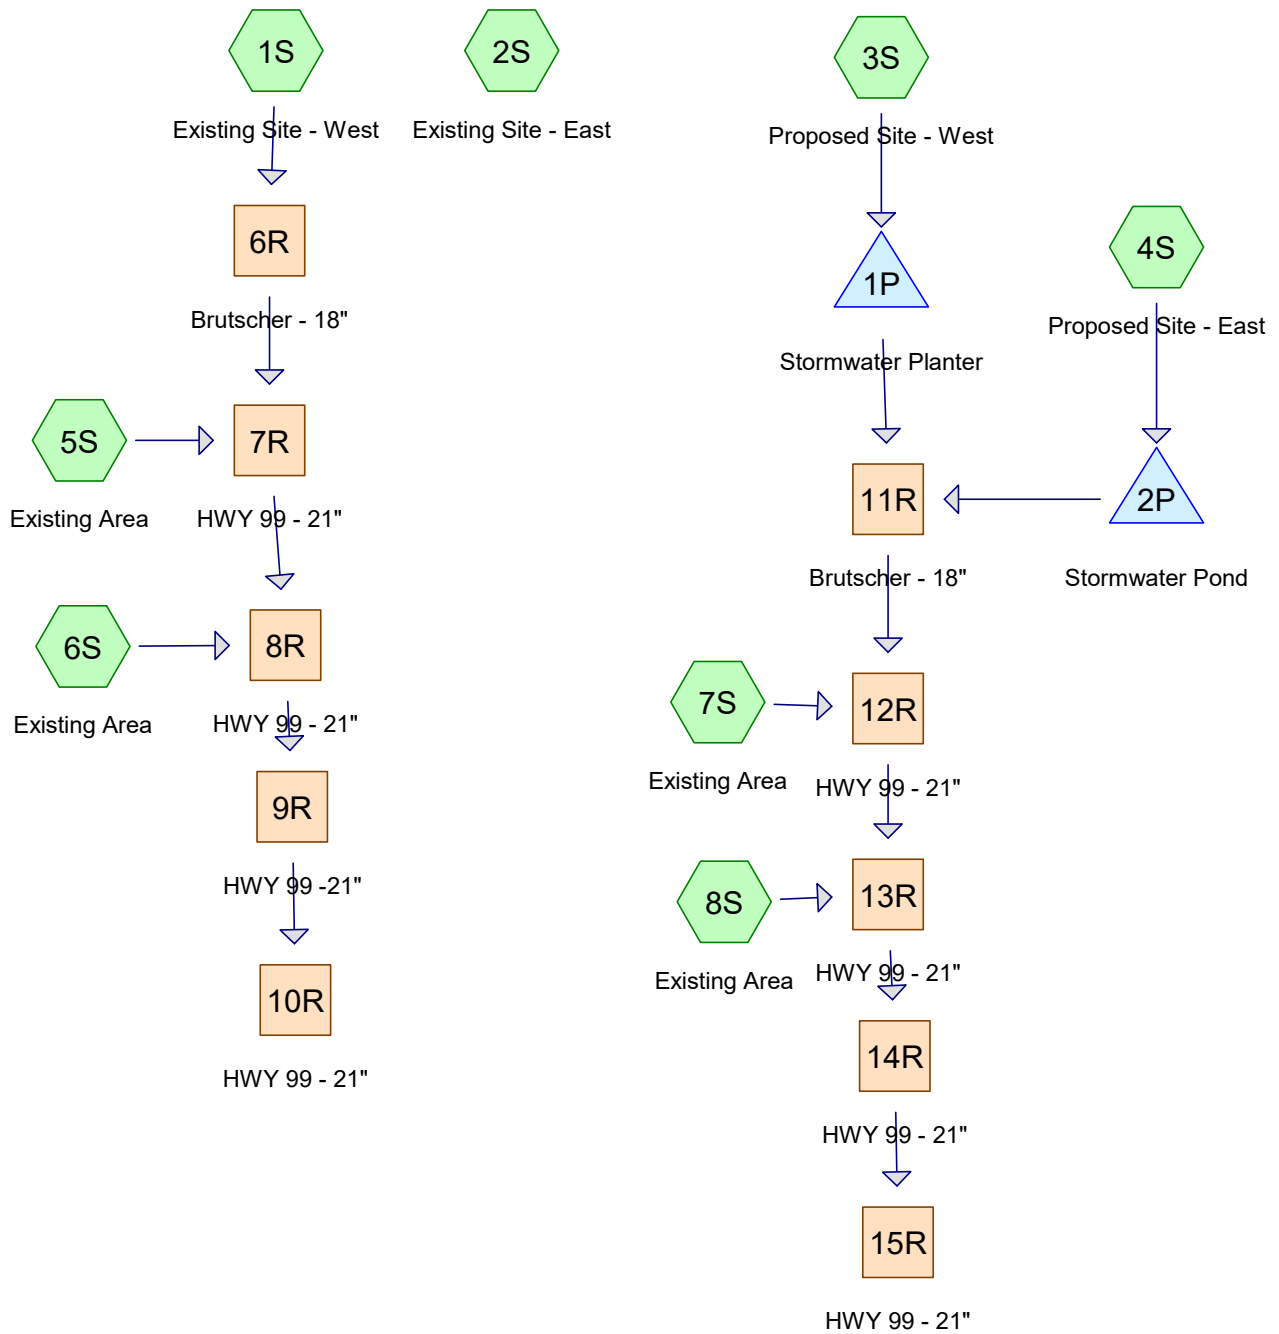 1S
Existing Site - West
2S
Existing Site - East
6R
Brutscher - 18"
5S
Existing Area
7R
HWY 99 - 21"
6S
Existing Area
8R
HWY 99 - 21"
9R
HWY 99 -21"
10R
HWY 99 - 21"
3S
Proposed Site - West
1P
Stormwater Planter
4S
Proposed Site - East
11R
Brutscher - 18"
2P
Stormwater Pond
7S
Existing Area
12R
HWY 99 - 21"
8S
Existing Area
13R
HWY 99 - 21"
14R
HWY 99 - 21"
15R
HWY 99 - 21"